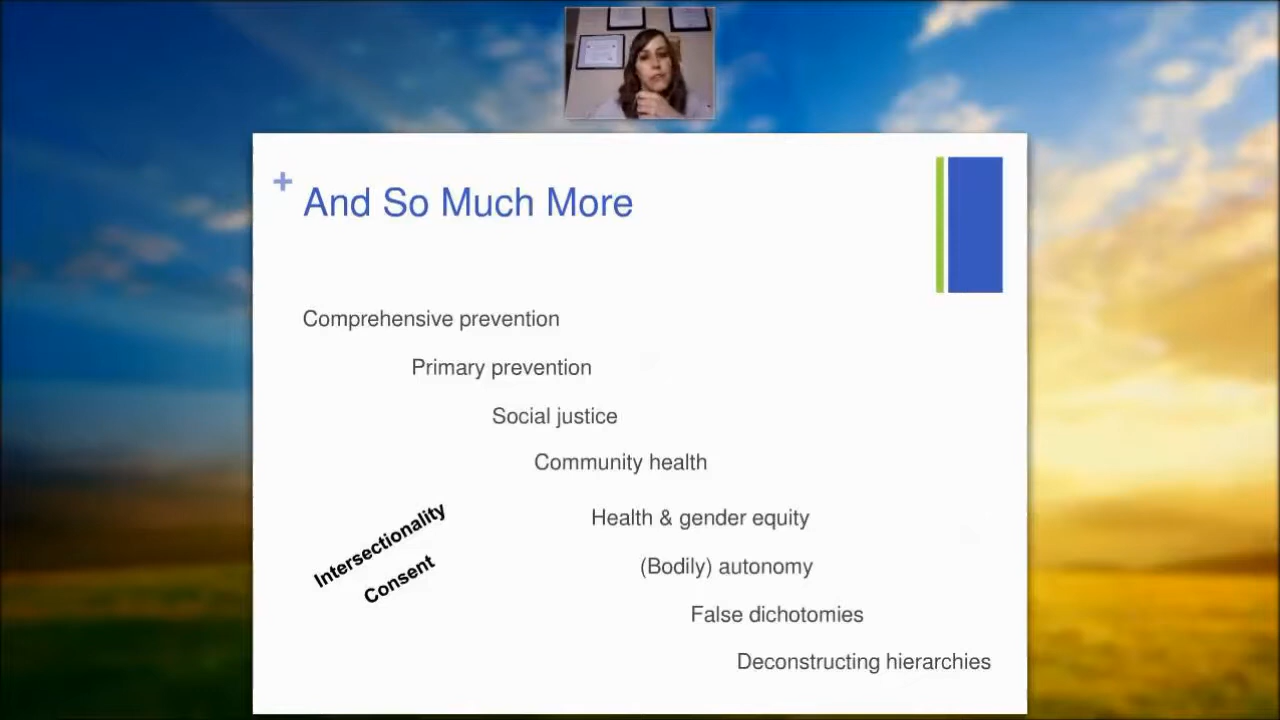 +
And So Much More
Comprehensive prevention
Primary prevention
Social justice
Community health
Intersectionality
Consent
Health & gender equity
(Bodily) autonomy
False dichotomies
Deconstructing hierarchies